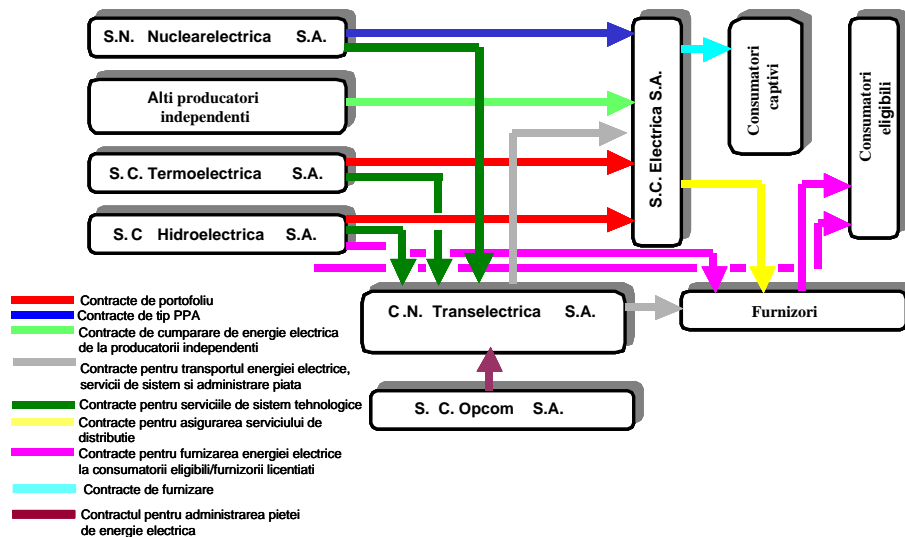 S.N. Nuclearelectrica S.A.
Alti producatori
independenti
S. C. Termoelectrica S.A.
S. C Hidroelectrica S.A.
S.C. Electrica S.A.
Consumatori
captivi
Consumatori
eligibili
C .N. Transelectrica S.A.
Furnizori
S. C. Opcom S.A.
Contracte de portofoliu
Contracte de tip PPA
Contracte de cumparare de energie electrica
de la producatorii independenti
Contracte pentru transportul energiei electrice,
servicii de sistem si administrare piata
Contracte pentru serviciile de sistem tehnologice
Contracte pentru asigurarea serviciului de
distributie
Contracte pentru furnizarea energiei electrice
la consumatorii eligibili/furnizorii licentiati
Contracte de furnizare
Contractul pentru administrarea pietei
de energie electrica